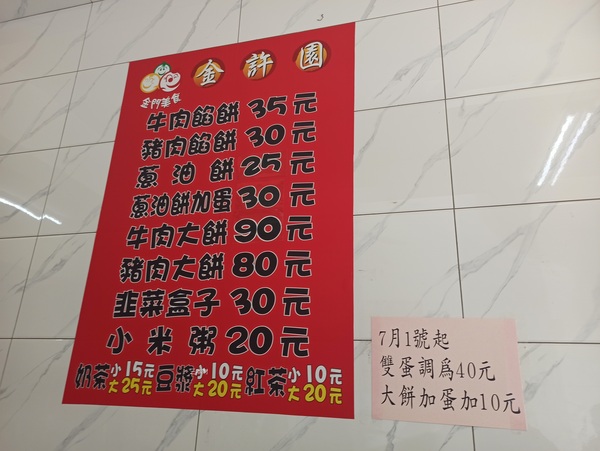 金許園
金門美食
牛肉餡餅 35元
豬肉餡餅 30元
蔥油餅 25元
蔥油餅加蛋 30元
牛肉大餅 90元
豬肉大餅 80元
韭菜盒子 30元
小米粥 20元
奶茶 小15元 大25元 豆漿 小10元 大20元 紅茶 小10元 大20元
7月1號起
雙蛋調為40元
大餅加蛋加10元